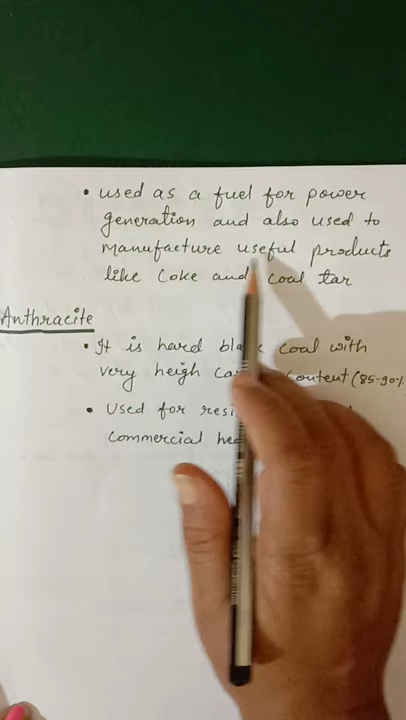 • used as a fuel for power
generation and also used to
manufacture useful products
like Coke and coal tar
Anthracite
• It is hard black coal with
very heigh content (85-90%
• Used for
commercial